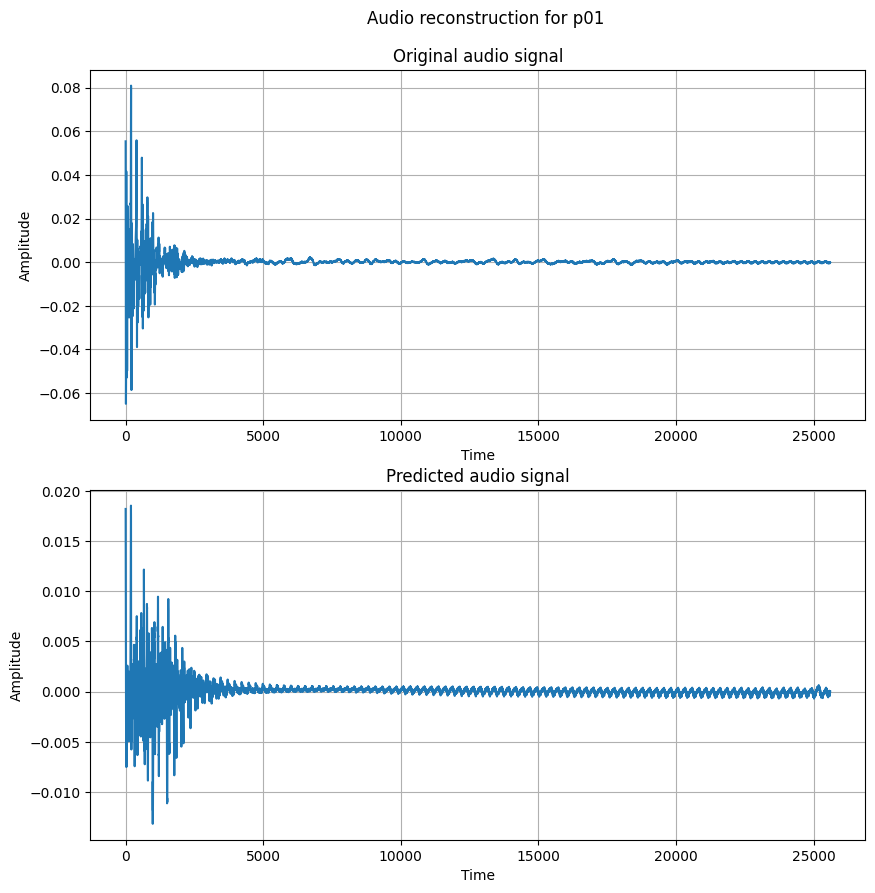 Audio reconstruction for p01
Original audio signal
0.08
0.06
0.04
0.02
0.00
−0.02
−0.04
−0.06
Amplitude
0 5000 10000 15000 20000 25000
Time
Predicted audio signal
0.020
0.015
0.010
0.005
0.000
−0.005
−0.010
Amplitude
0 5000 10000 15000 20000 25000
Time